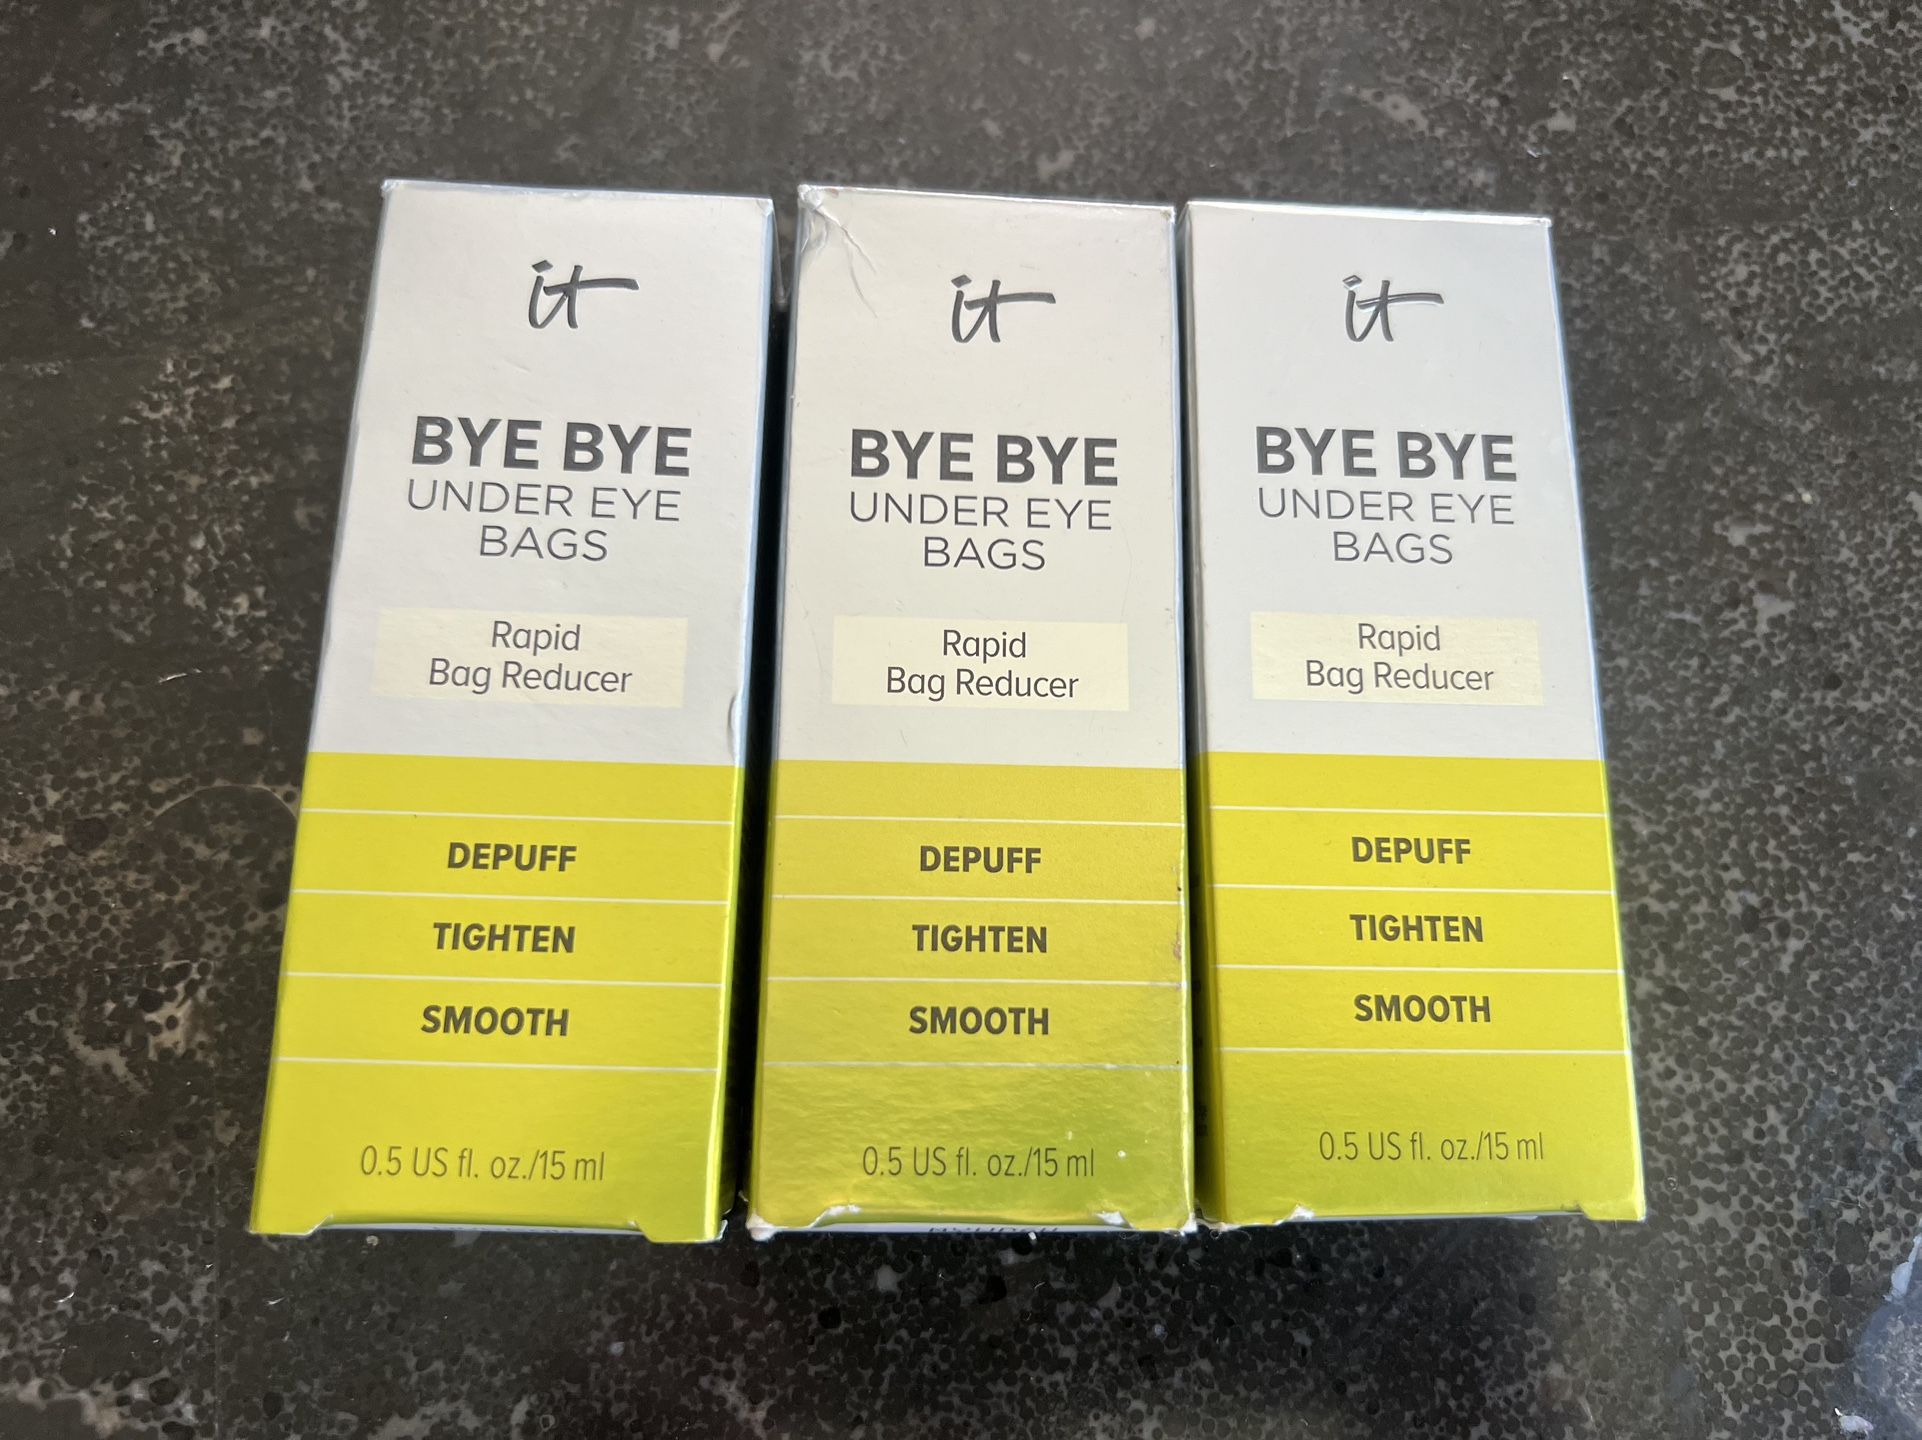 it
BYE BYE
UNDER EYE
BAGS
Rapid
Bag Reducer
DEPUFF
TIGHTEN
SMOOTH
0.5 US fl. oz./15 ml
it
BYE BYE
UNDER EYE
BAGS
Rapid
Bag Reducer
DEPUFF
TIGHTEN
SMOOTH
0.5 US fl. oz./15 ml
it
BYE BYE
UNDER EYE
BAGS
Rapid
Bag Reducer
DEPUFF
TIGHTEN
SMOOTH
0.5 US fl. oz./15 ml